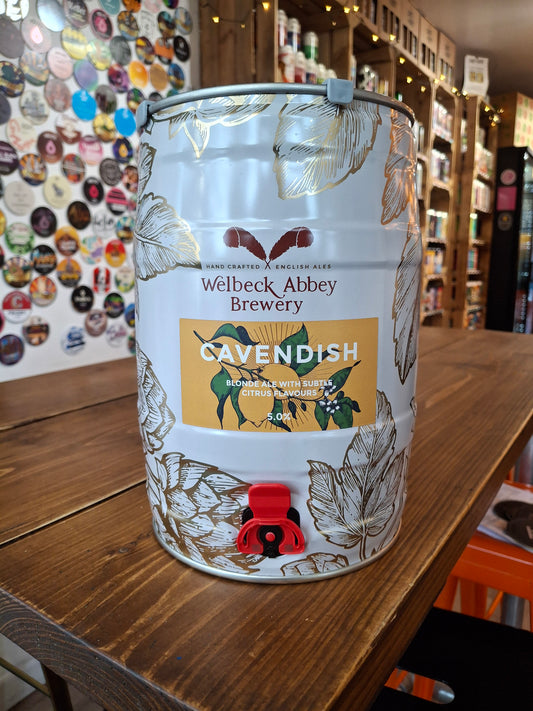 HAND CRAFTED ENGLISH ALES
Welbeck Abbey
Brewery
CAVENDISH
BLONDE ALE WITH SUBTLE
CITRUS FLAVOURS
5.0%